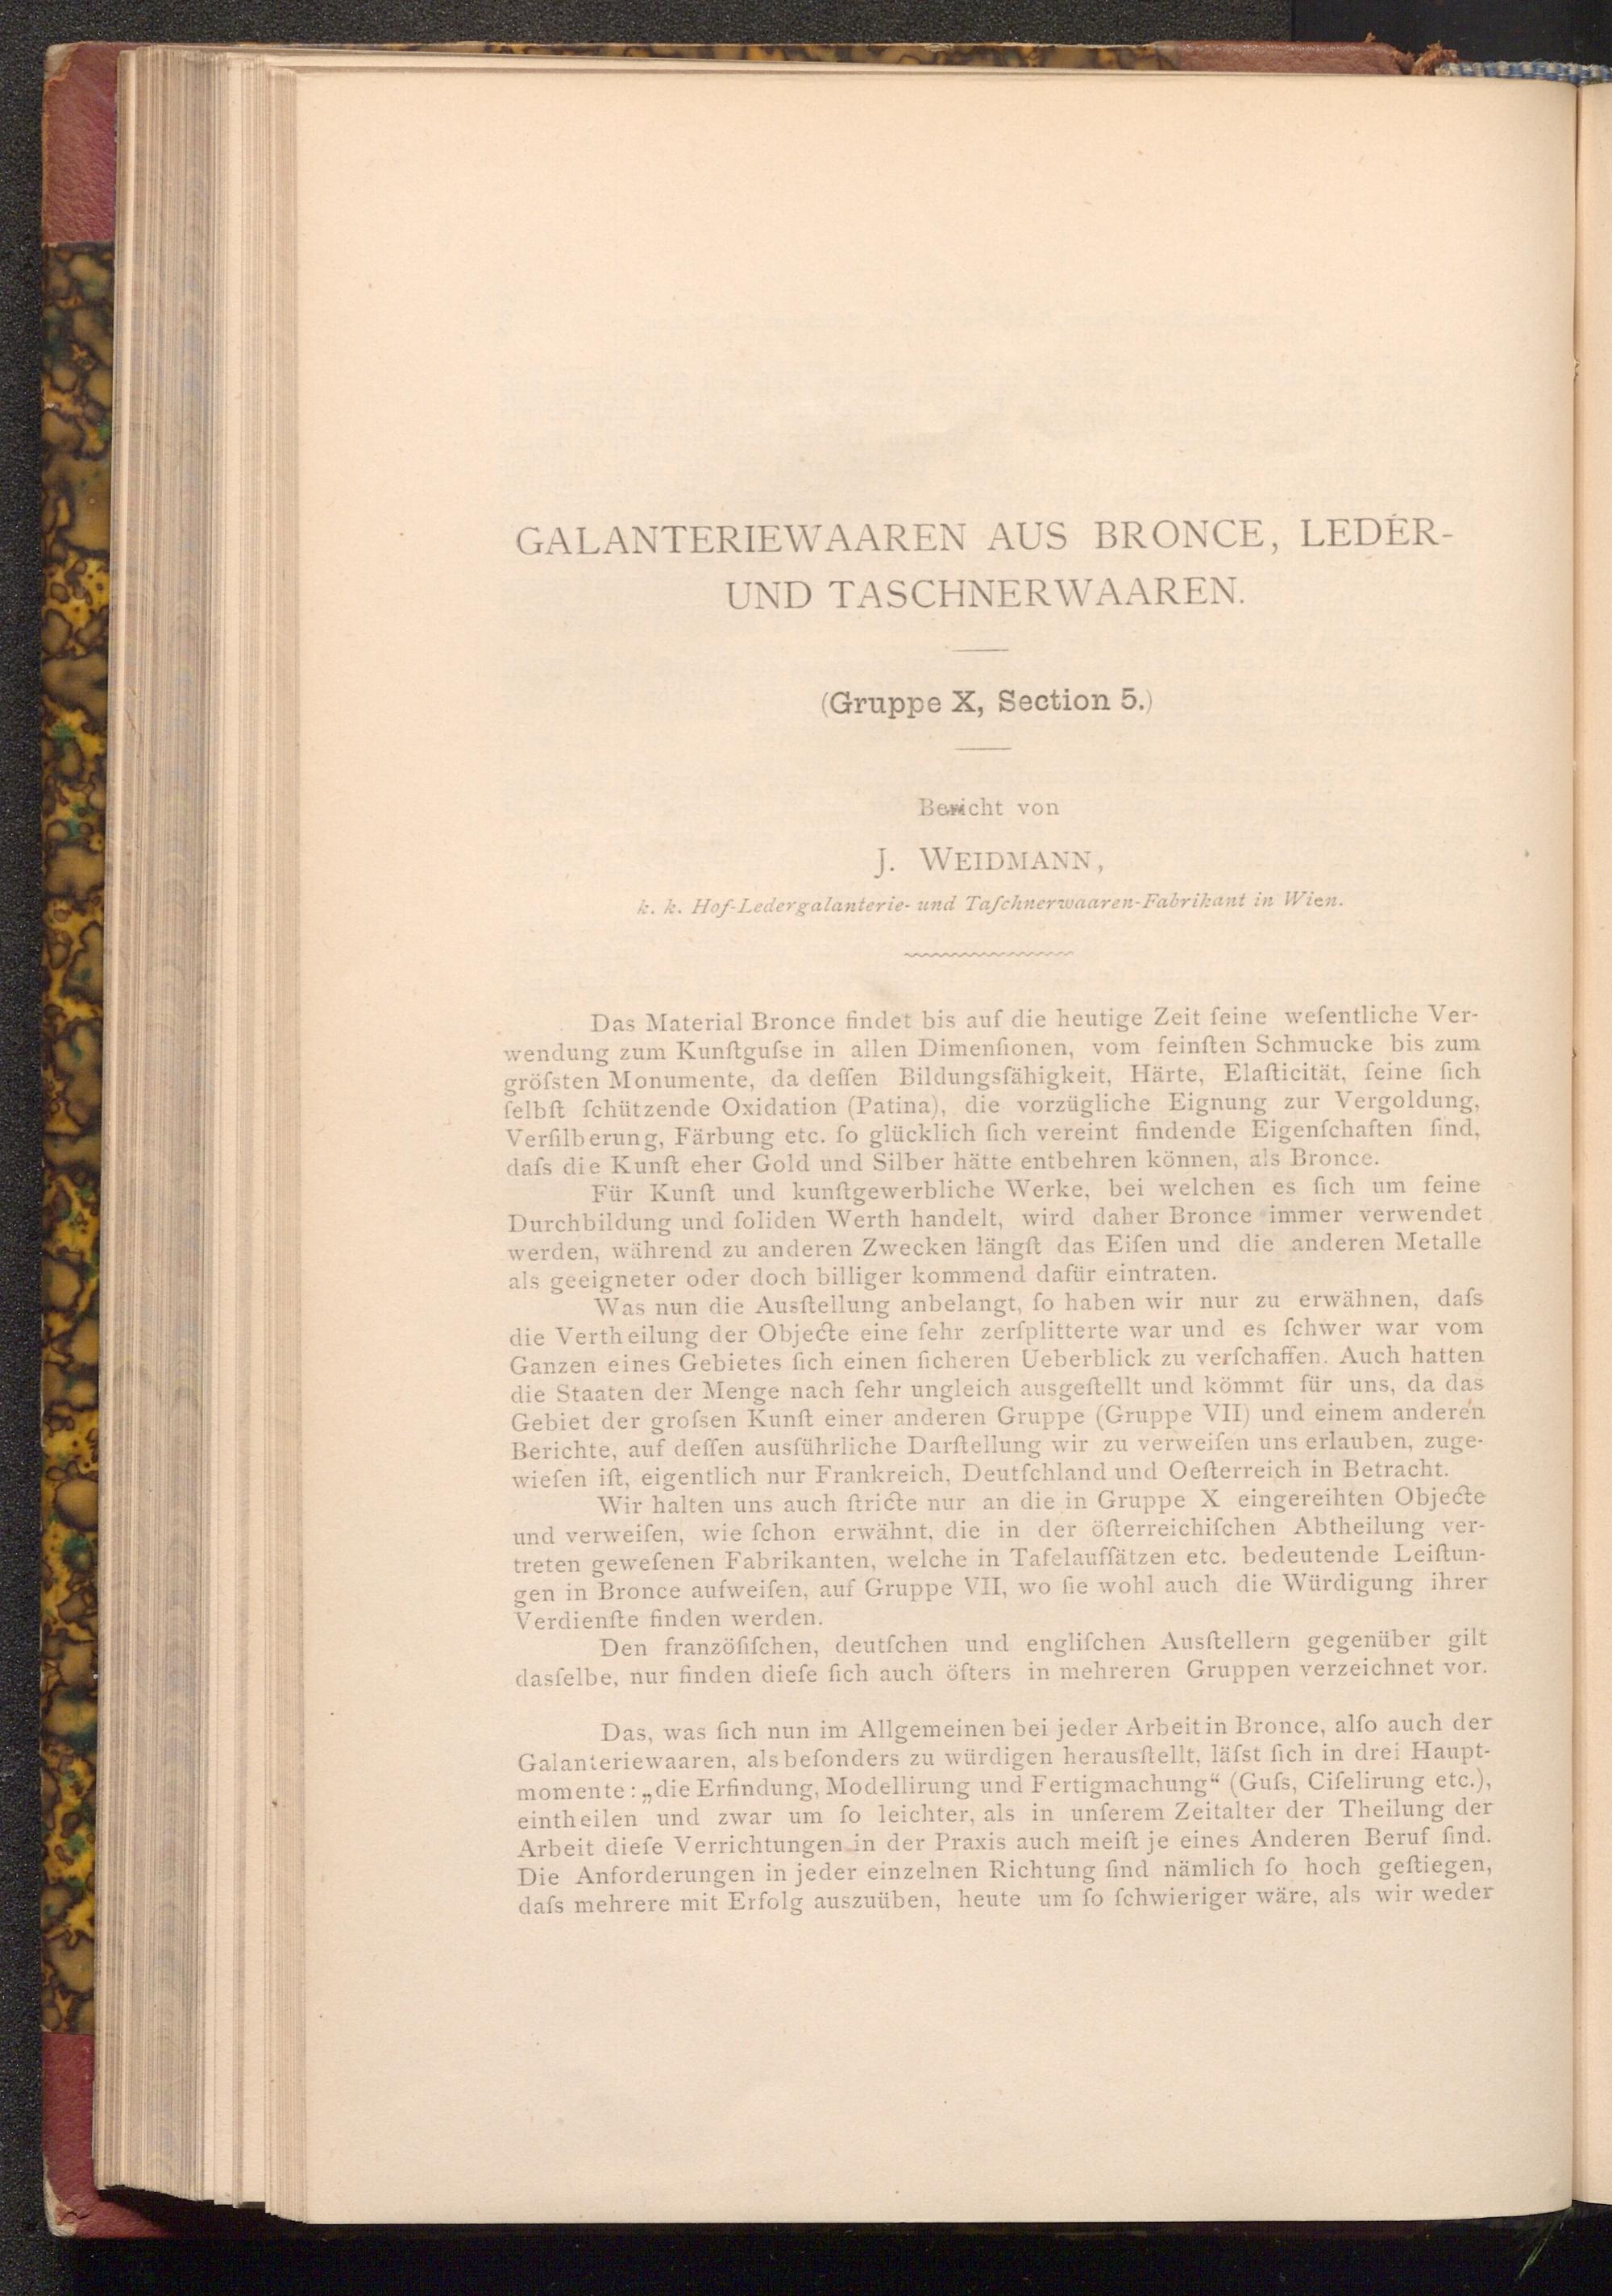 GALANTERIEWAAREN AUS BRONCE, LEDER-
UND TASCHNERWAAREN.
(Gruppe X, Section 5.)
Bericht von
J. WEIDMANN,
k. k. Hof-Ledergalanterie- und Taſchnerwaaren-Fabrikant in Wien.
Das Material Bronce findet bis auf die heutige Zeit ſeine weſentliche Ver-
wendung zum Kunſtguſse in allen Dimenſionen, vom feinſten Schmucke bis zum
gröſsten Monumente, da deſſen Bildungsfähigkeit, Härte, Elaſticität, ſeine ſich
ſelbſt ſchützende Oxidation (Patina), die vorzügliche Eignung zur Vergoldung,
Verſilberung, Färbung etc. ſo glücklich ſich vereint findende Eigenſchaften ſind,
daſs die Kunſt eher Gold und Silber hätte entbehren können, als Bronce.
Für Kunſt und kunſtgewerbliche Werke, bei welchen es ſich um feine
Durchbildung und ſoliden Werth handelt, wird daher Bronce immer verwendet
werden, während zu anderen Zwecken längſt das Eiſen und die anderen Metalle
als geeigneter oder doch billiger kommend dafür eintraten.
Was nun die Ausſtellung anbelangt, ſo haben wir nur zu erwähnen, daſs
die Vertheilung der Objecte eine ſehr zerſplitterte war und es ſchwer war vom
Ganzen eines Gebietes ſich einen ſicheren Ueberblick zu verſchaffen. Auch hatten
die Staaten der Menge nach ſehr ungleich ausgeſtellt und kömmt für uns, da das
Gebiet der groſsen Kunſt einer anderen Gruppe (Gruppe VII) und einem anderen
Berichte, auf deſſen ausführliche Darſtellung wir zu verweiſen uns erlauben, zuge-
wieſen iſt, eigentlich nur Frankreich, Deutſchland und Oeſterreich in Betracht.
Wir halten uns auch ſtricte nur an die in Gruppe X eingereihten Objecte
und verweiſen, wie ſchon erwähnt, die in der öſterreichiſchen Abtheilung ver-
treten geweſenen Fabrikanten, welche in Tafelaufſätzen etc. bedeutende Leiſtun-
gen in Bronce aufweiſen, auf Gruppe VII, wo ſie wohl auch die Würdigung ihrer
Verdienſte finden werden.
Den franzöſiſchen, deutſchen und engliſchen Ausſtellern gegenüber gilt
dasſelbe, nur finden dieſe ſich auch öfters in mehreren Gruppen verzeichnet vor.
Das, was ſich nun im Allgemeinen bei jeder Arbeit in Bronce, alſo auch der
Galanteriewaaren, als beſonders zu würdigen herausſtellt, läſst ſich in drei Haupt-
momente: „die Erfindung, Modellirung und Fertigmachung“ (Guſs, Ciſelirung etc.),
eintheilen und zwar um ſo leichter, als in unſerem Zeitalter der Theilung der
Arbeit dieſe Verrichtungen in der Praxis auch meiſt je eines Anderen Beruf ſind.
Die Anforderungen in jeder einzelnen Richtung ſind nämlich ſo hoch geſtiegen,
daſs mehrere mit Erfolg auszuüben, heute um ſo ſchwieriger wäre, als wir weder